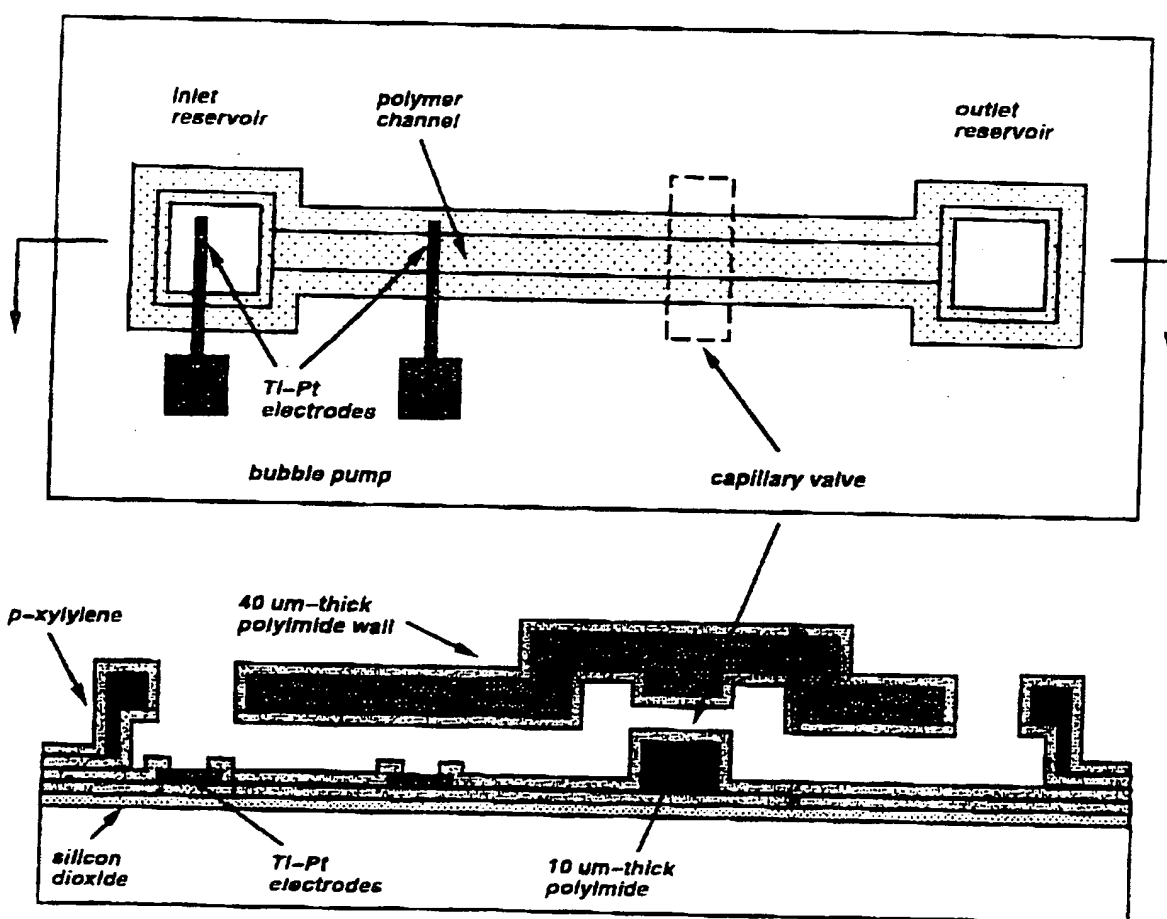 inlet
reservoir
polymer
channel
outlet
reservoir
Ti-Pt
electrodes
bubble pump
capillary valve
p-xylylene
40 um-thick
polyimide wall
silicon
dioxide
Ti-Pt
electrodes
10 um-thick
polyimide